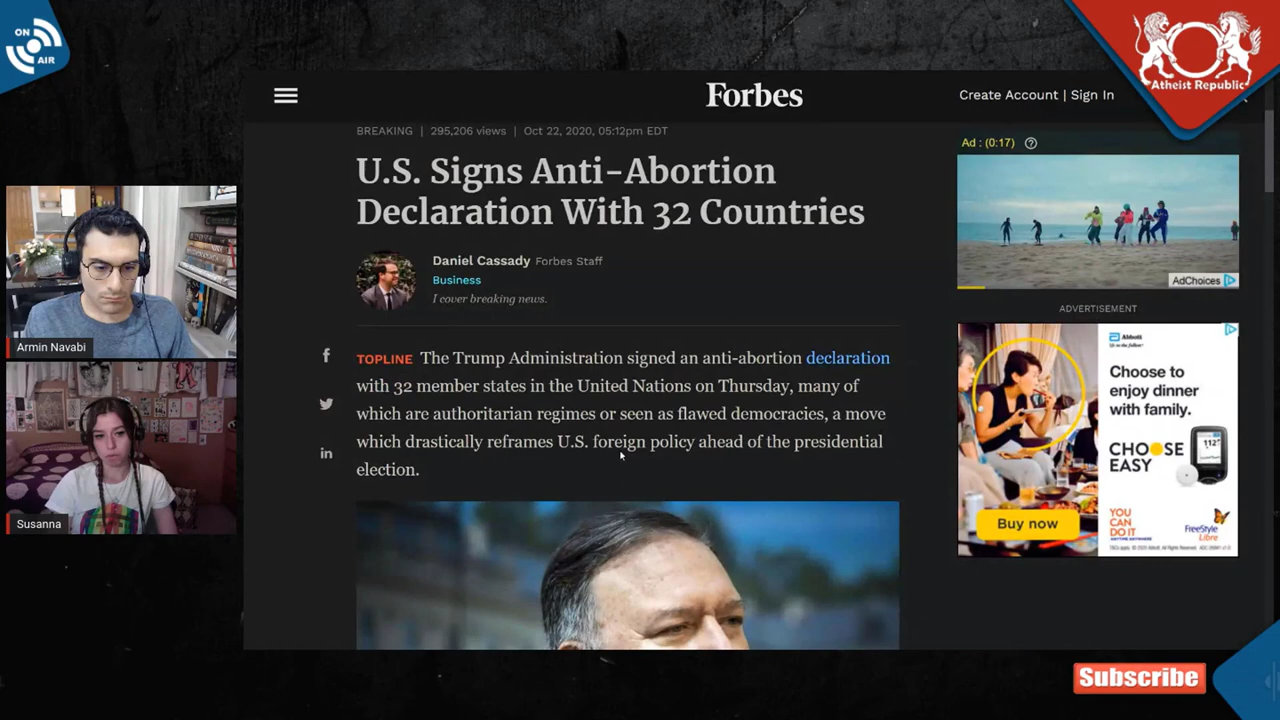 ON
AIR
Atheist Republic
Forbes
Create Account | Sign In
BREAKING | 295,206 views | Oct 22, 2020, 05:12pm EDT
U.S. Signs Anti-Abortion
Declaration With 32 Countries
Daniel Cassady Forbes Staff
Business
I cover breaking news.
TOPLINE The Trump Administration signed an anti-abortion declaration
with 32 member states in the United Nations on Thursday, many of
which are authoritarian regimes or seen as flawed democracies, a move
which drastically reframes U.S. foreign policy ahead of the presidential
election.
Ad : (0:17)
AdChoices
ADVERTISEMENT
Abbott
Choose to
enjoy dinner
with family.
CHOOSE
EASY
112
Buy now
YOU
CAN
DO IT
ANYTIME ANYWHERE
FreeStyle
Libre
Armin Navabi
Susanna
Subscribe